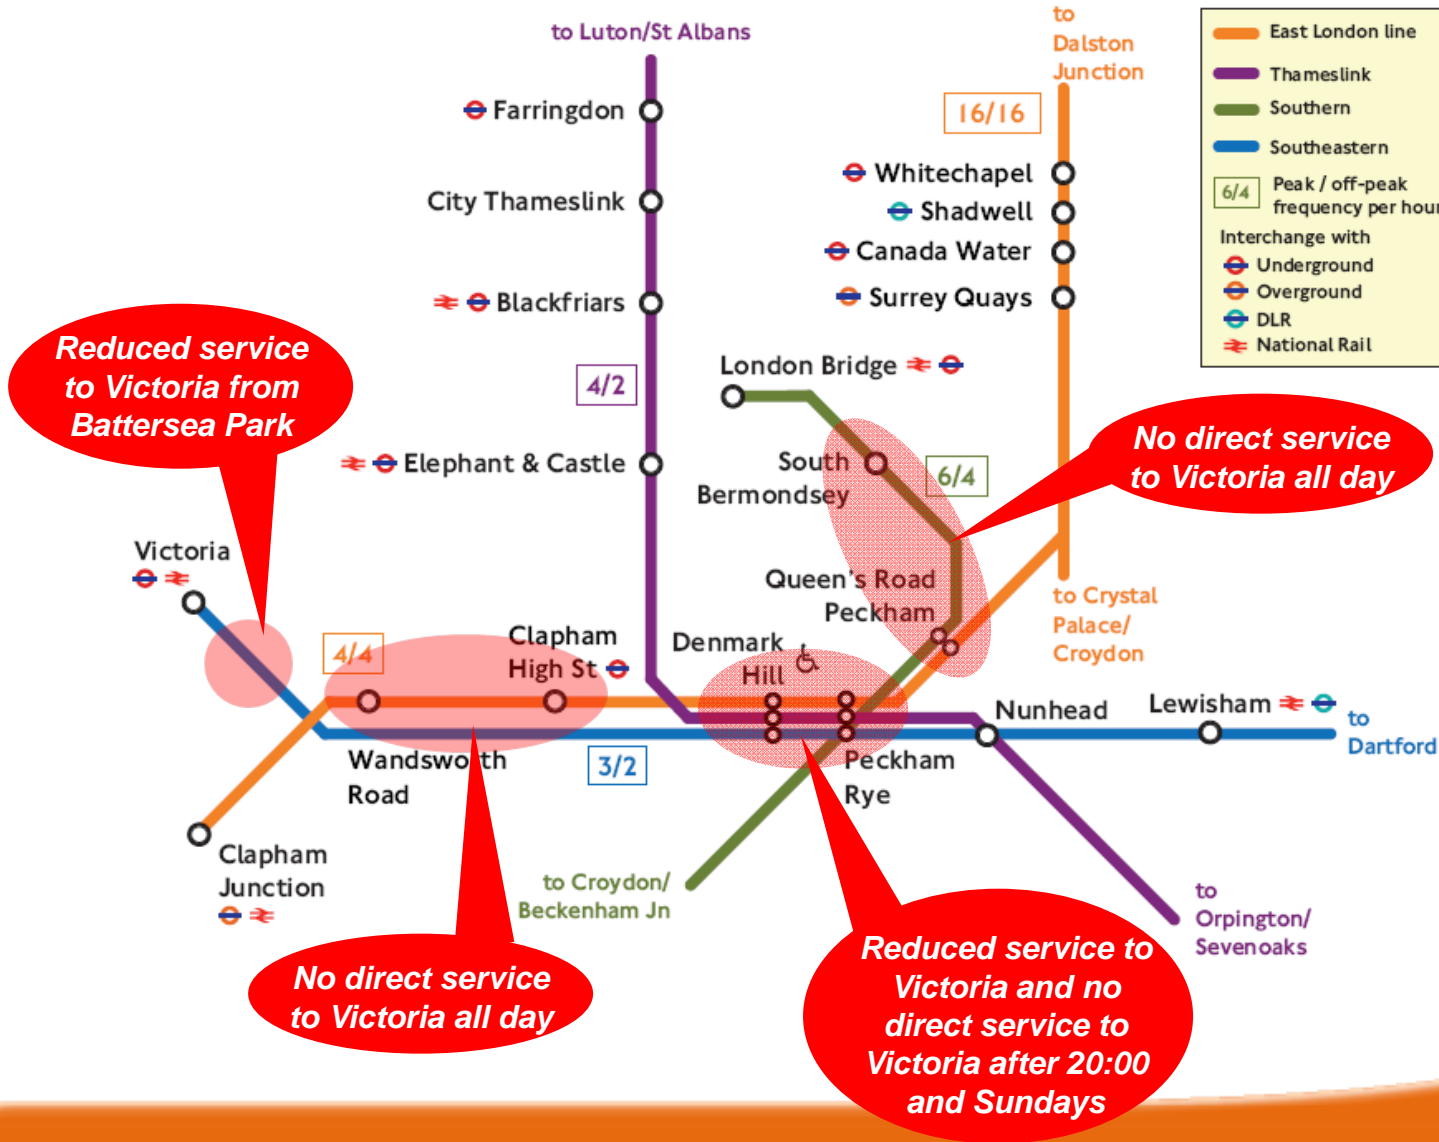 to Luton/St Albans
to
Dalston
Junction
East London line
Thameslink
Southern
Southeastern
6/4
Peak / off-peak
frequency per hour
Interchange with
Underground
Overground
DLR
National Rail
Farringdon
16/16
City Thameslink
Whitechapel
Shadwell
Canada Water
Surrey Quays
Blackfriars
Reduced service
to Victoria from
Battersea Park
4/2
London Bridge
No direct service
to Victoria all day
Elephant & Castle
South
Bermondsey
6/4
Victoria
Queen's Road
Peckham
to Crystal
Palace/
Croydon
4/4
Clapham
High St
Denmark
Hill
Nunhead
Lewisham
to
Dartford
Wandsworth
Road
3/2
Peckham
Rye
Clapham
Junction
to Croydon/
Beckenham Jn
to
Orpington/
Sevenoaks
No direct service
to Victoria all day
Reduced service to
Victoria and no
direct service to
Victoria after 20:00
and Sundays